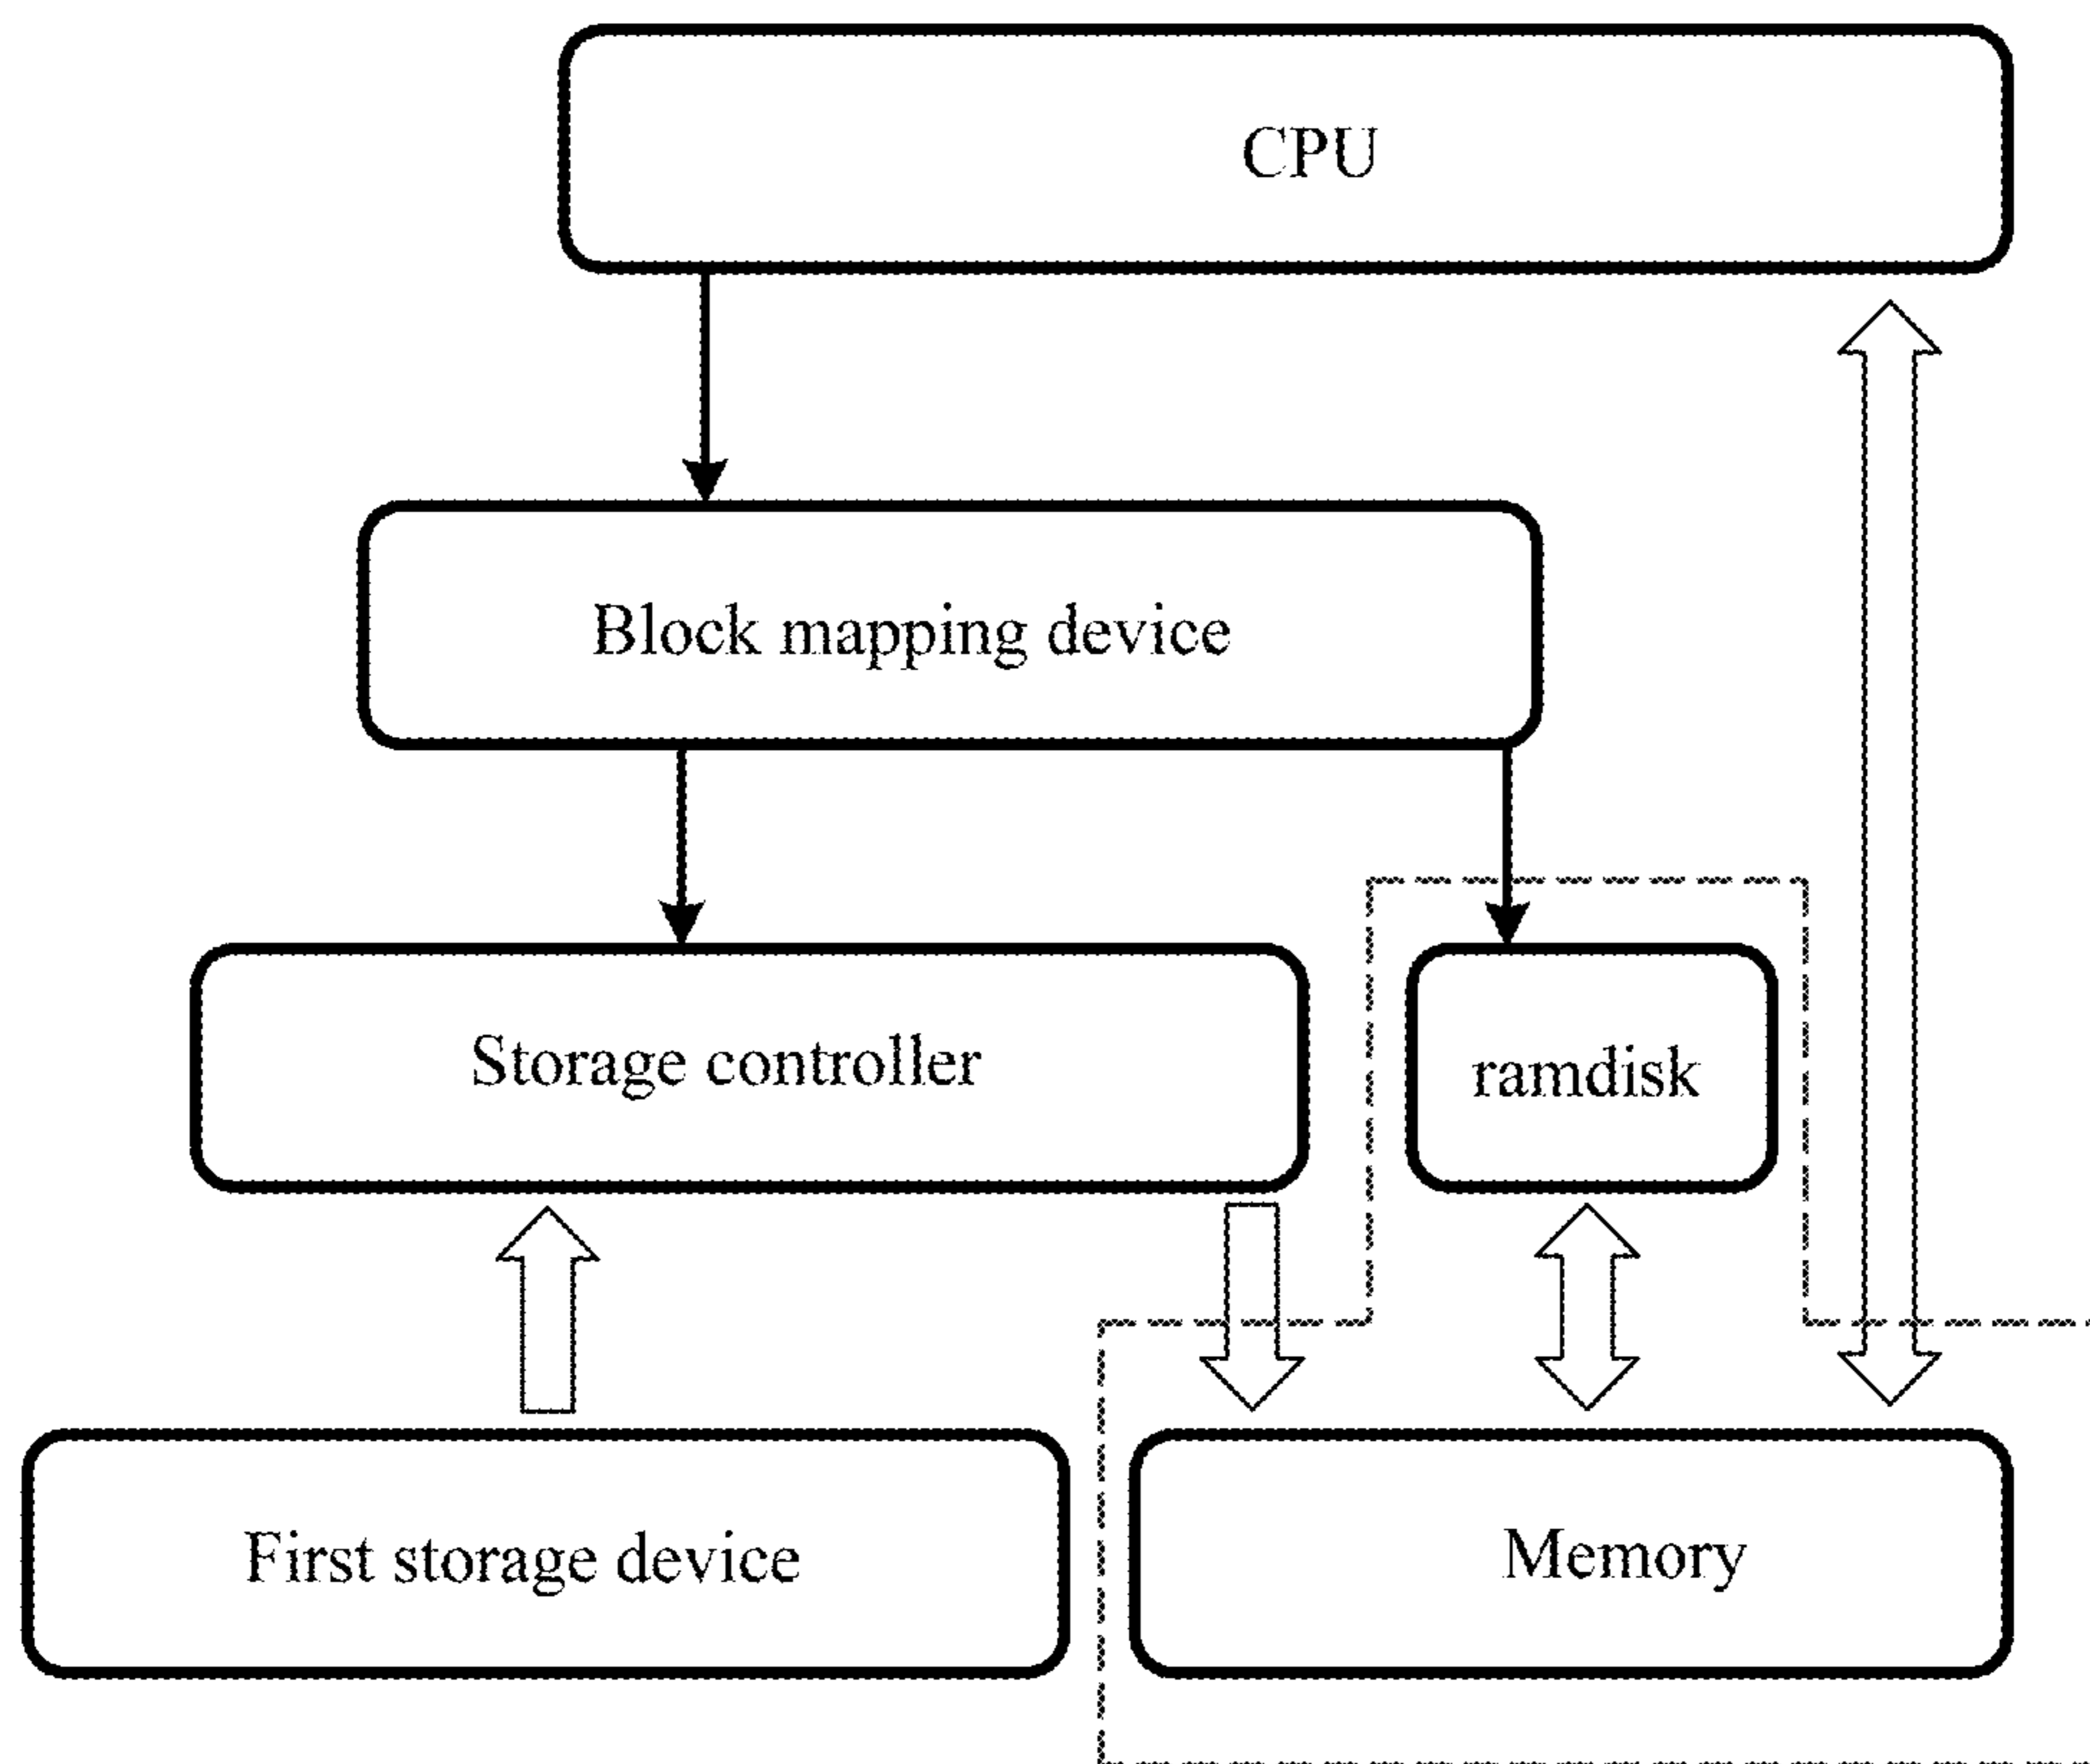 CPU
Block mapping device
Storage controller
ramdisk
First storage device
Memory